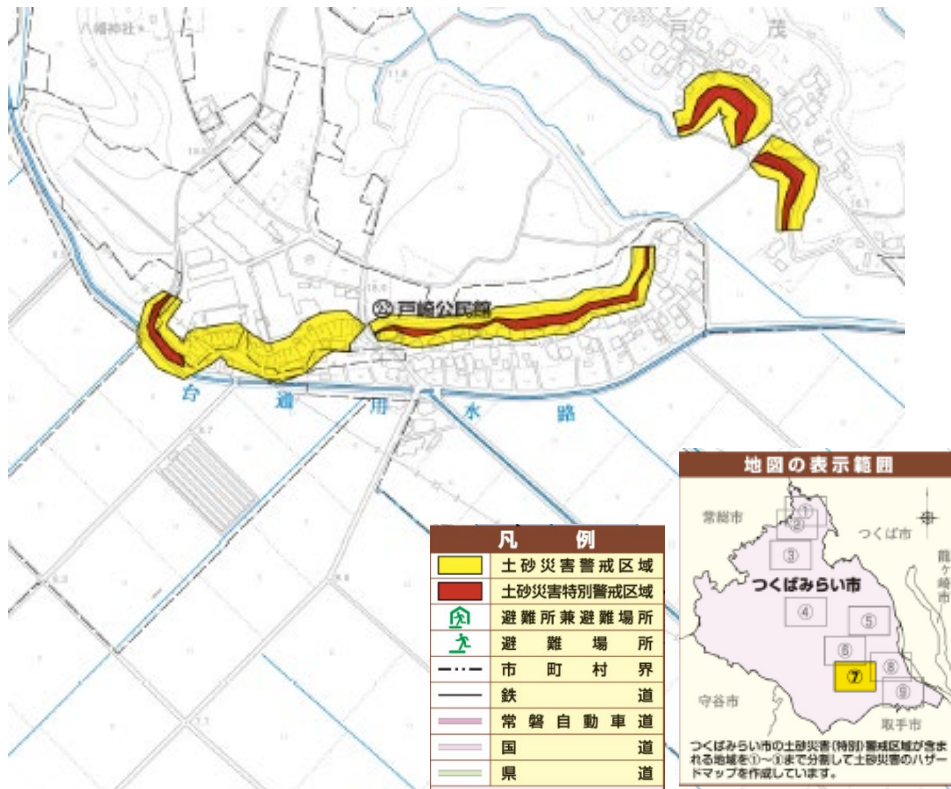 八幡神社
戸 茂
17.8
18.0
戸崎公民館
台 通 用 水 路
凡 例
土砂災害警戒区域
土砂災害特別警戒区域
避難所兼避難場所
避難場所
市町村界
鉄道
常磐自動車道
国道
県道
地図の表示範囲
常総市
つくば市
龍ヶ崎市
つくばみらい市
守谷市
取手市
①
②
③
④
⑤
⑥
⑦
⑧
⑨
つくばみらい市の土砂災害(特別)警戒区域が含ま
れる地域を①～⑨まで分割して土砂災害のハザー
ドマップを作成しています。